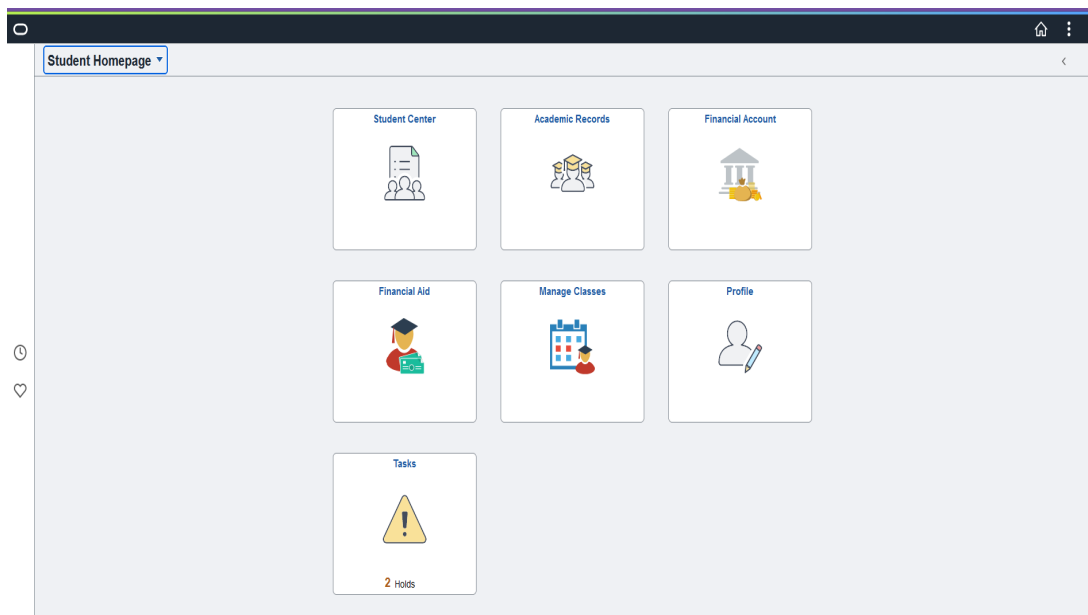 Student Homepage
Student Center
Academic Records
Financial Account
Financial Aid
Manage Classes
Profile
Tasks
2 Holds